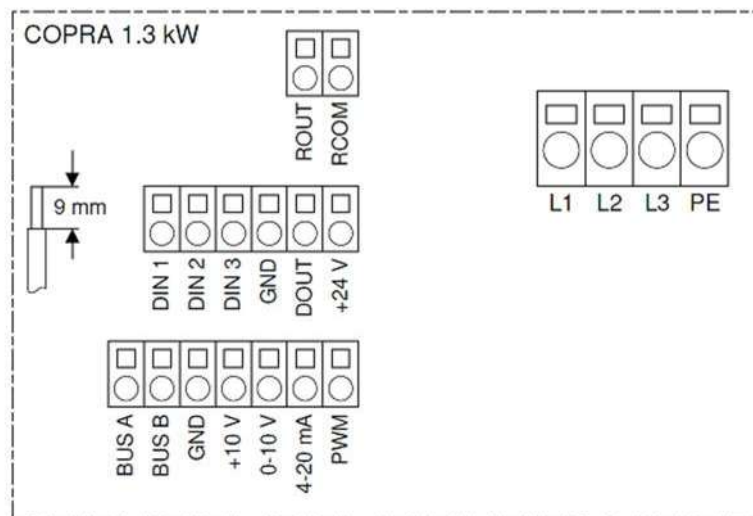 COPRA 1.3 kW
ROUT
RCOM
9 mm
L1 L2 L3 PE
DIN 1
DIN 2
DIN 3
GND
DOUT
+24 V
BUS A
BUS B
GND
+10 V
0-10 V
4-20 mA
PWM